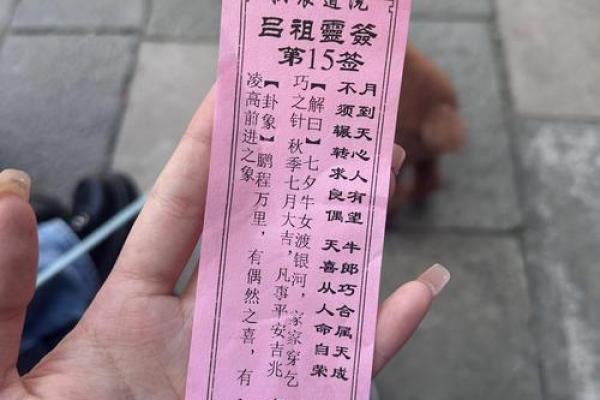 道院
吕祖靈簽
第15签
月到天心人有望 牛郎巧合属天成
不须辗转求良偶 天喜从人命自荣
【解曰】七夕牛女渡银河，家家穿乞
巧之针 秋季七月大吉，凡事平安吉兆
【卦象】鹏程万里，有偶然之喜，有
凌高前进之象